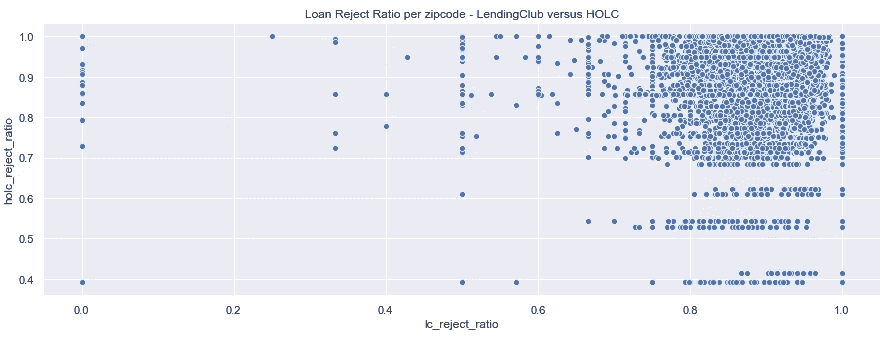 Loan Reject Ratio per zipcode - LendingClub versus HOLC
holc_reject_ratio
1.0
0.9
0.8
0.7
0.6
0.5
0.4
0.0 0.2 0.4 0.6 0.8 1.0
lc_reject_ratio